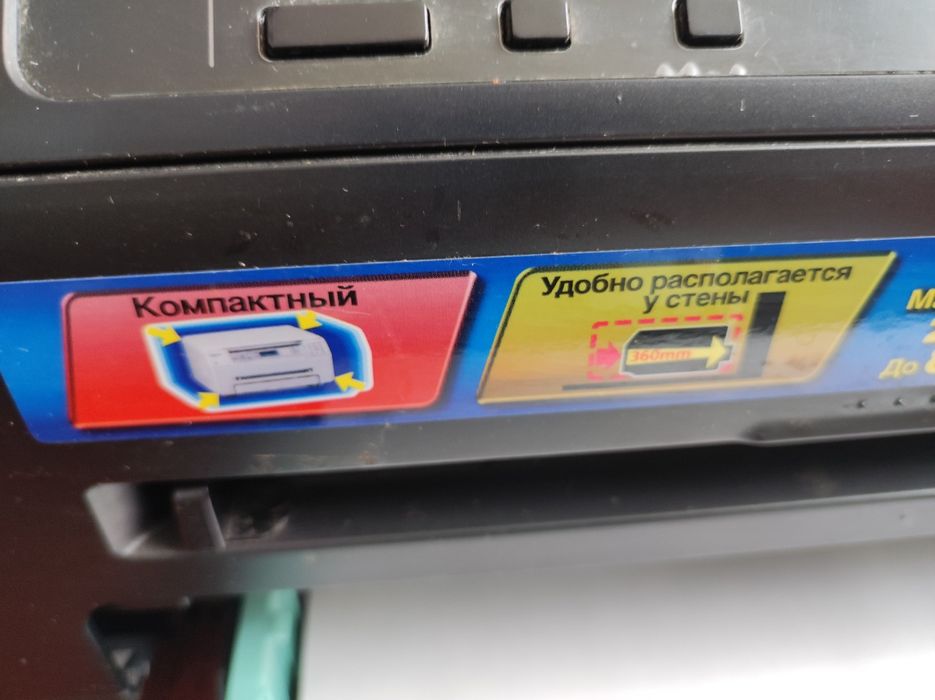 Компактный
Удобно располагается
у стены
360mm
До